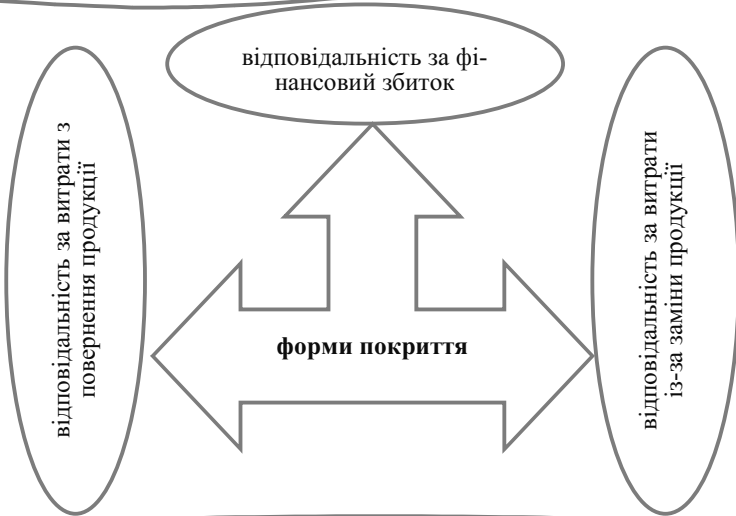 відповідальність за фі-
нансовий збиток
відповідальність за витрати з
повернення продукції
форми покриття
відповідальність за витрати
із-за заміни продукції